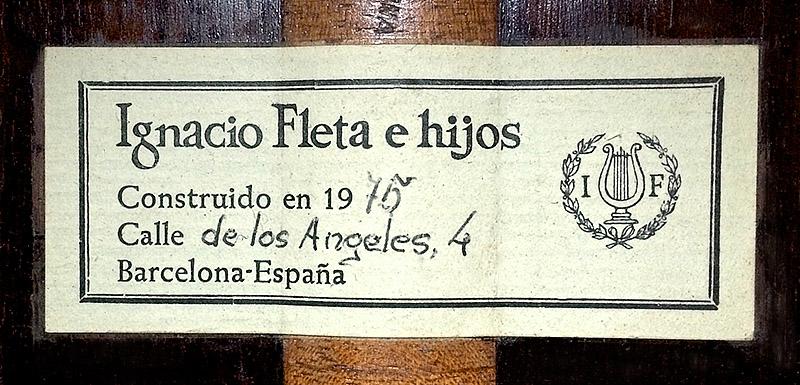 Ignacio Fleta e hijos
Construido en 1975
Calle de los Angeles, 4
Barcelona-España
I F